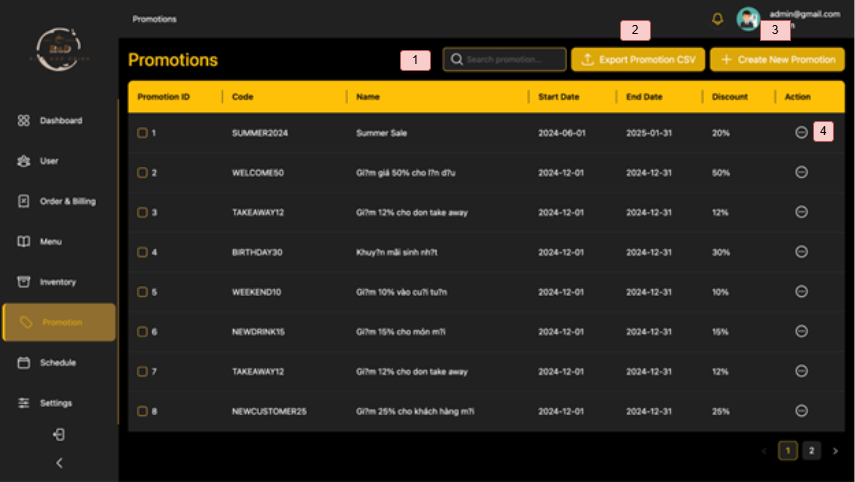 Promotions
admin@gmail.com
2
3
Promotions
1
Search promotion...
Export Promotion CSV
Create New Promotion
Promotion ID Code Name Start Date End Date Discount Action
1 SUMMER2024 Summer Sale 2024-06-01 2025-01-31 20%
4
2 WELCOME50 Gi?m giá 50% cho l?n d?u 2024-12-01 2024-12-31 50%
3 TAKEAWAY12 Gi?m 12% cho don take away 2024-12-01 2024-12-31 12%
4 BIRTHDAY30 Khuy?n mãi sinh nh?t 2024-12-01 2024-12-31 30%
5 WEEKEND10 Gi?m 10% vào cu?i tu?n 2024-12-01 2024-12-31 10%
6 NEWDRINK15 Gi?m 15% cho món m?i 2024-12-01 2024-12-31 15%
7 TAKEAWAY12 Gi?m 12% cho don take away 2024-12-01 2024-12-31 12%
8 NEWCUSTOMER25 Gi?m 25% cho khách hàng m?i 2024-12-01 2024-12-31 25%
1 2
Dashboard
User
Order & Billing
Menu
Inventory
Promotion
Schedule
Settings